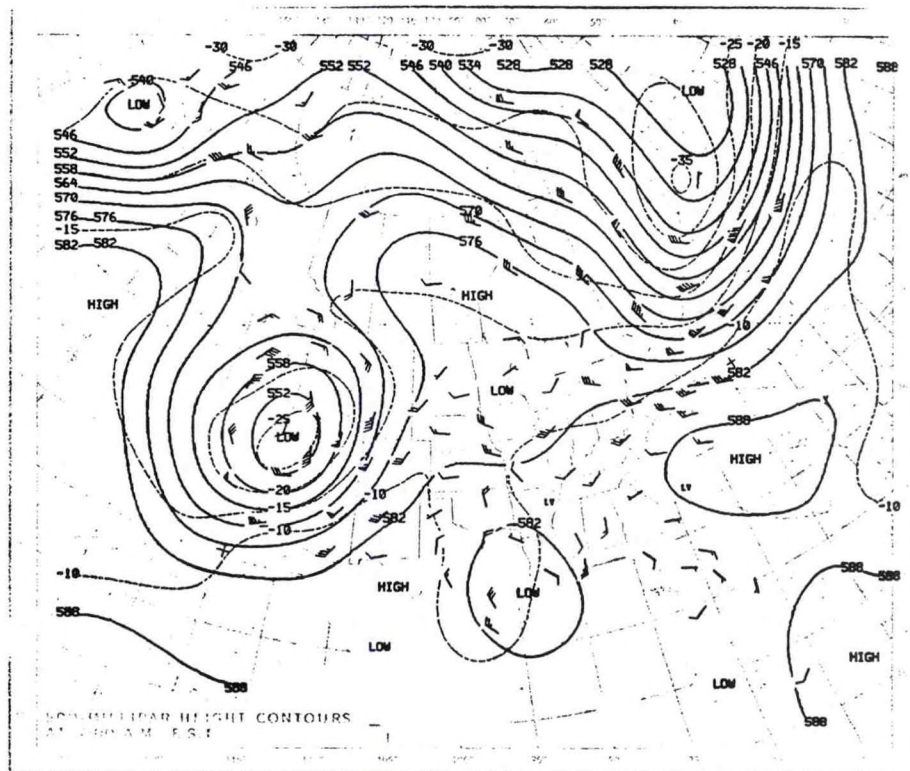 -30 -30 -30 -30 -25 -20 -15
540 546 552 552 546 540 534 528 528 528 528 546 570 582 588
LOW LOW
546
552
558 -35
564
570
576 576 570
-15
582 582 576
HIGH HIGH
10
558 582
LOW
552
-25 588
LOW
HIGH
-20 -10
-15 -10
582 582
-10
-10 588 588
HIGH LOW
588
LOW
HIGH
588 LOW
588
HEIGHT CONTOURS